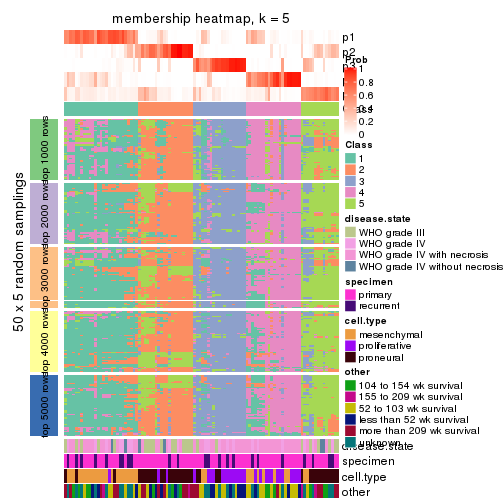 membership heatmap, k = 5
p1
p2
p3
Prob
1
0.8
0.6
0.4
0.2
0
Class
Class
1
2
3
4
5
disease.state
WHO grade III
WHO grade IV
WHO grade IV with necrosis
WHO grade IV without necrosis
specimen
primary
recurrent
cell.type
mesenchymal
proliferative
proneural
other
104 to 154 wk survival
155 to 209 wk survival
52 to 103 wk survival
less than 52 wk survival
more than 209 wk survival
unknown
disease.state
specimen
cell.type
other
50 x 5 random samplings
top 1000 rows
top 2000 rows
top 3000 rows
top 4000 rows
top 5000 rows